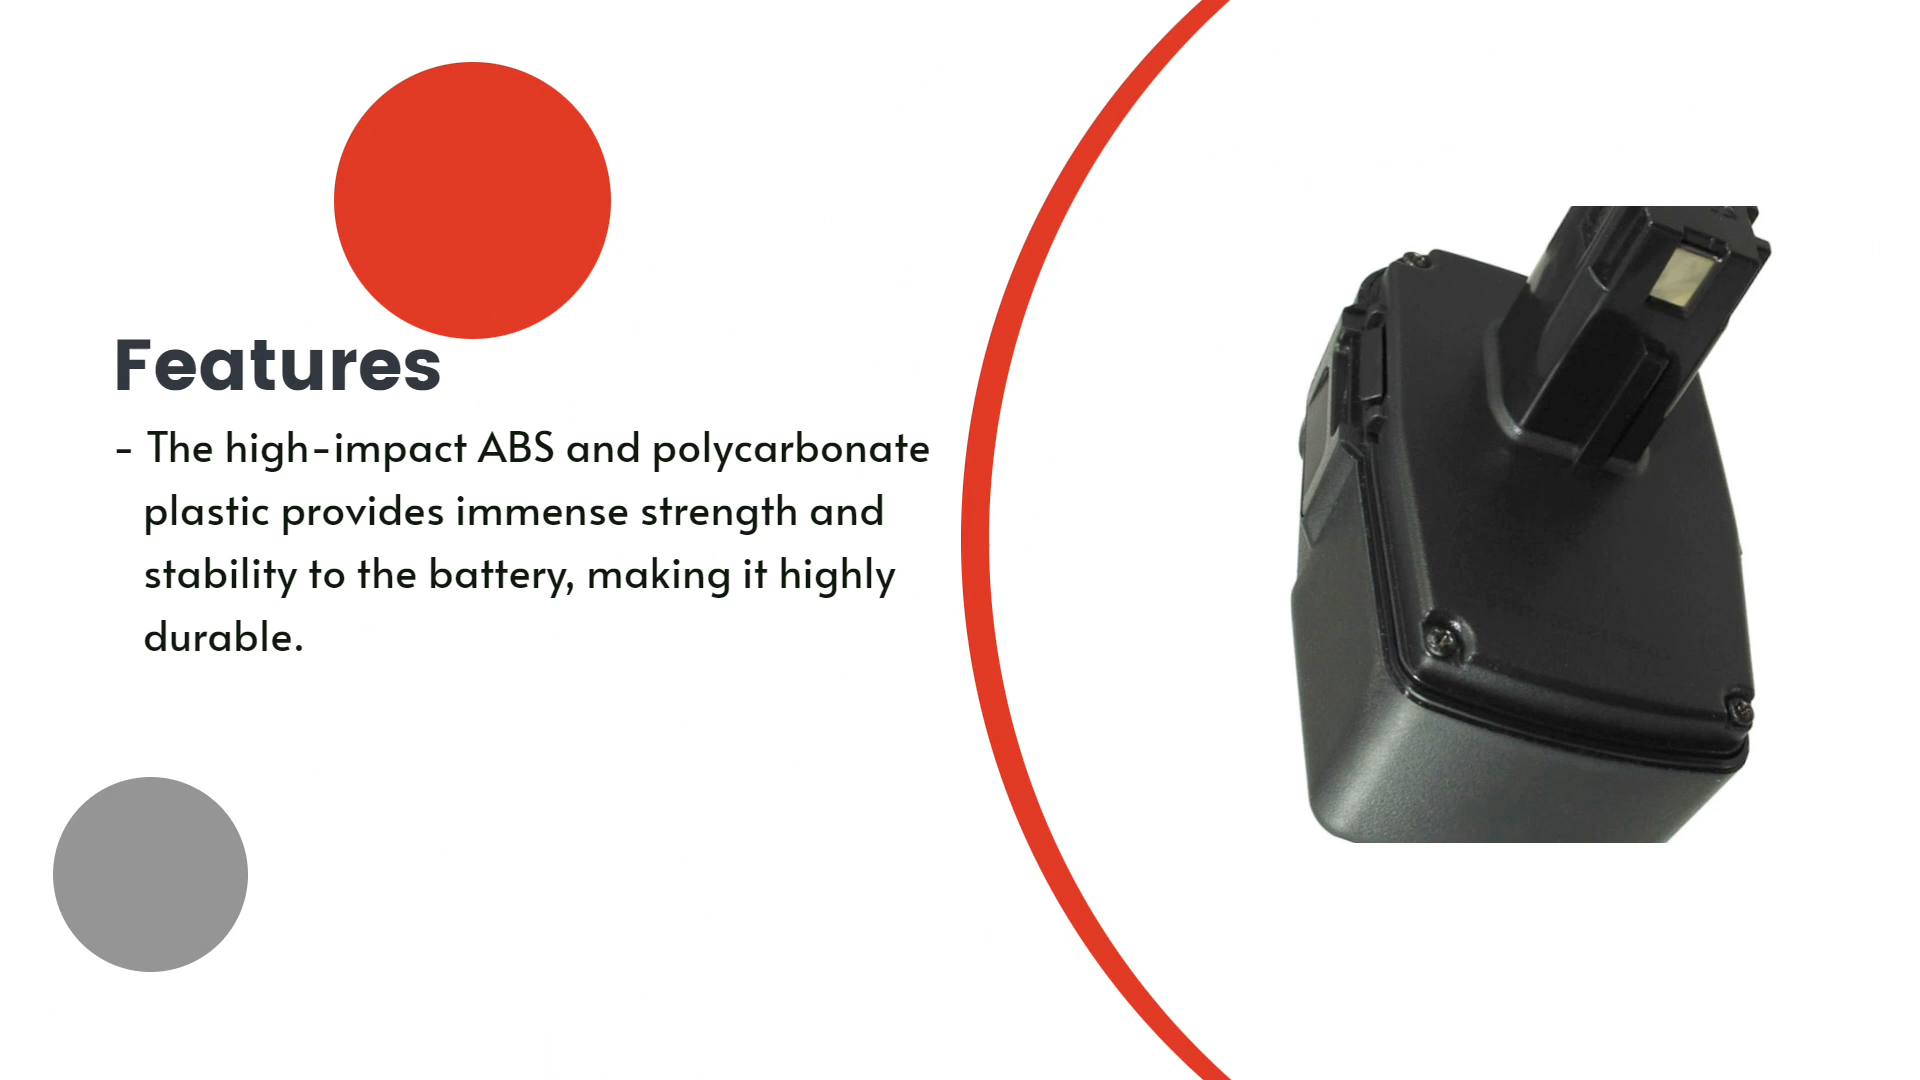 Features
- The high-impact ABS and polycarbonate
plastic provides immense strength and
stability to the battery, making it highly
durable.